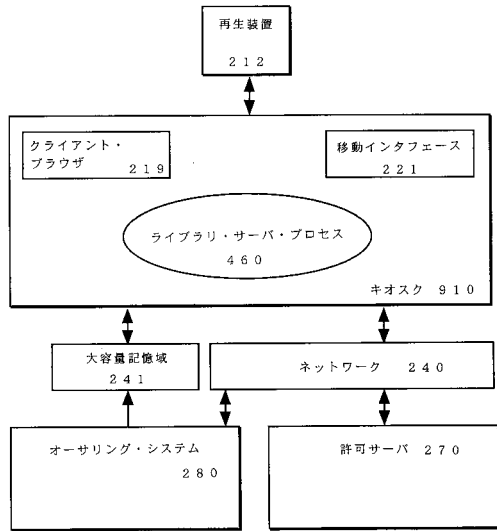 再生装置
212
クライアント・
ブラウザ
219
移動インタフェース
221
ライブラリ・サーバ・プロセス
460
キオスク 910
大容量記憶域
241
ネットワーク 240
オーサリング・システム
280
許可サーバ 270